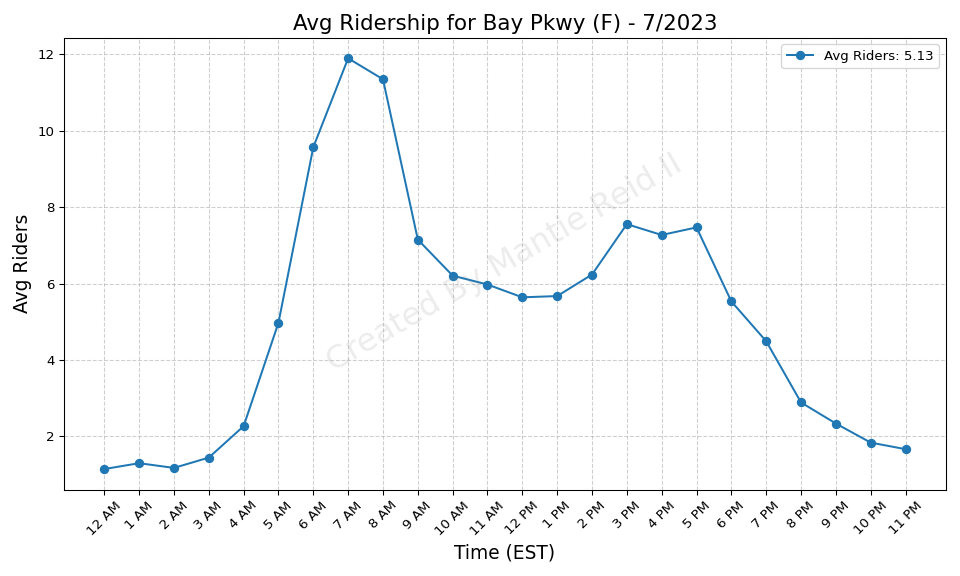 Avg Ridership for Bay Pkwy (F) - 7/2023
Avg Riders: 5.13
12
10
8
6
4
2
Avg Riders
Created By Mantie Reid II
12 AM
1 AM
2 AM
3 AM
4 AM
5 AM
6 AM
7 AM
8 AM
9 AM
10 AM
11 AM
12 PM
1 PM
2 PM
3 PM
4 PM
5 PM
6 PM
7 PM
8 PM
9 PM
10 PM
11 PM
Time (EST)